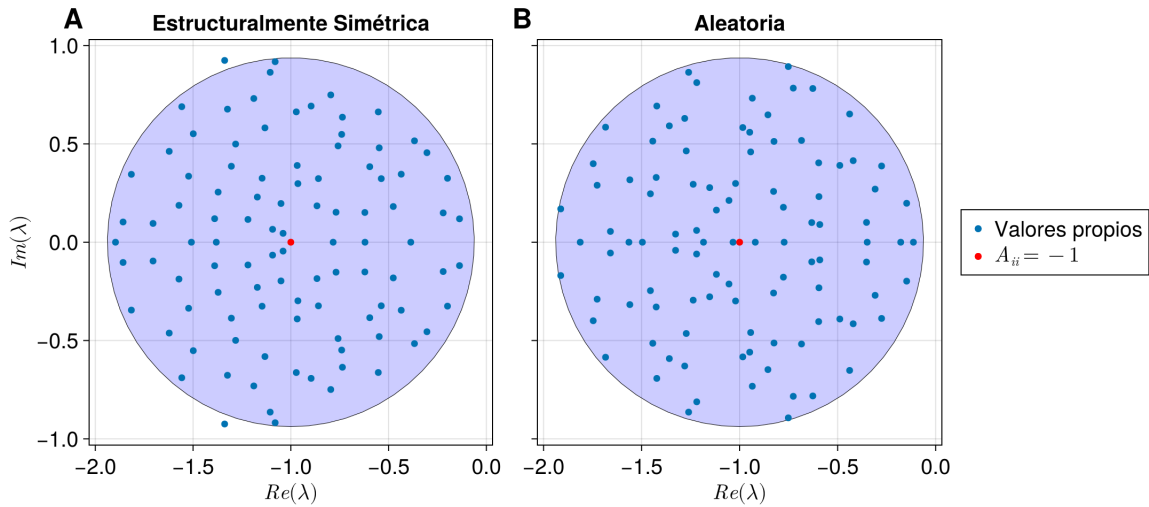 A
Estructuralmente Simétrica
B
Aleatoria
1.0
0.5
0.0
−0.5
−1.0
Im(λ)
−2.0 −1.5 −1.0 −0.5 0.0
Re(λ)
−2.0 −1.5 −1.0 −0.5 0.0
Re(λ)
Valores propios
A_{ii} = −1